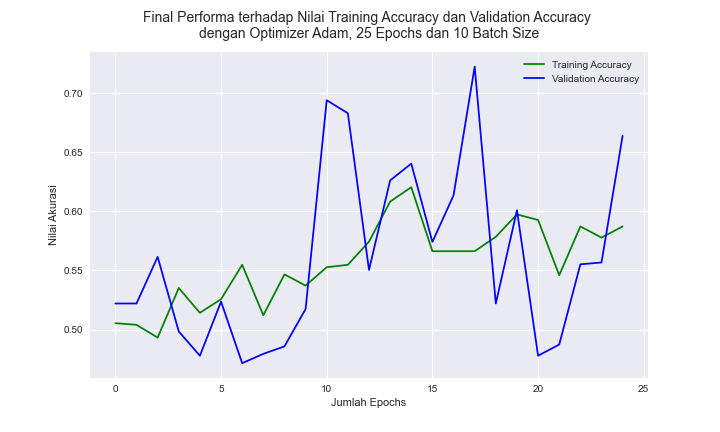 Final Performa terhadap Nilai Training Accuracy dan Validation Accuracy
dengan Optimizer Adam, 25 Epochs dan 10 Batch Size
Training Accuracy
Validation Accuracy
0.70
0.65
0.60
0.55
0.50
Nilai Akurasi
0
5
10
15
20
25
Jumlah Epochs